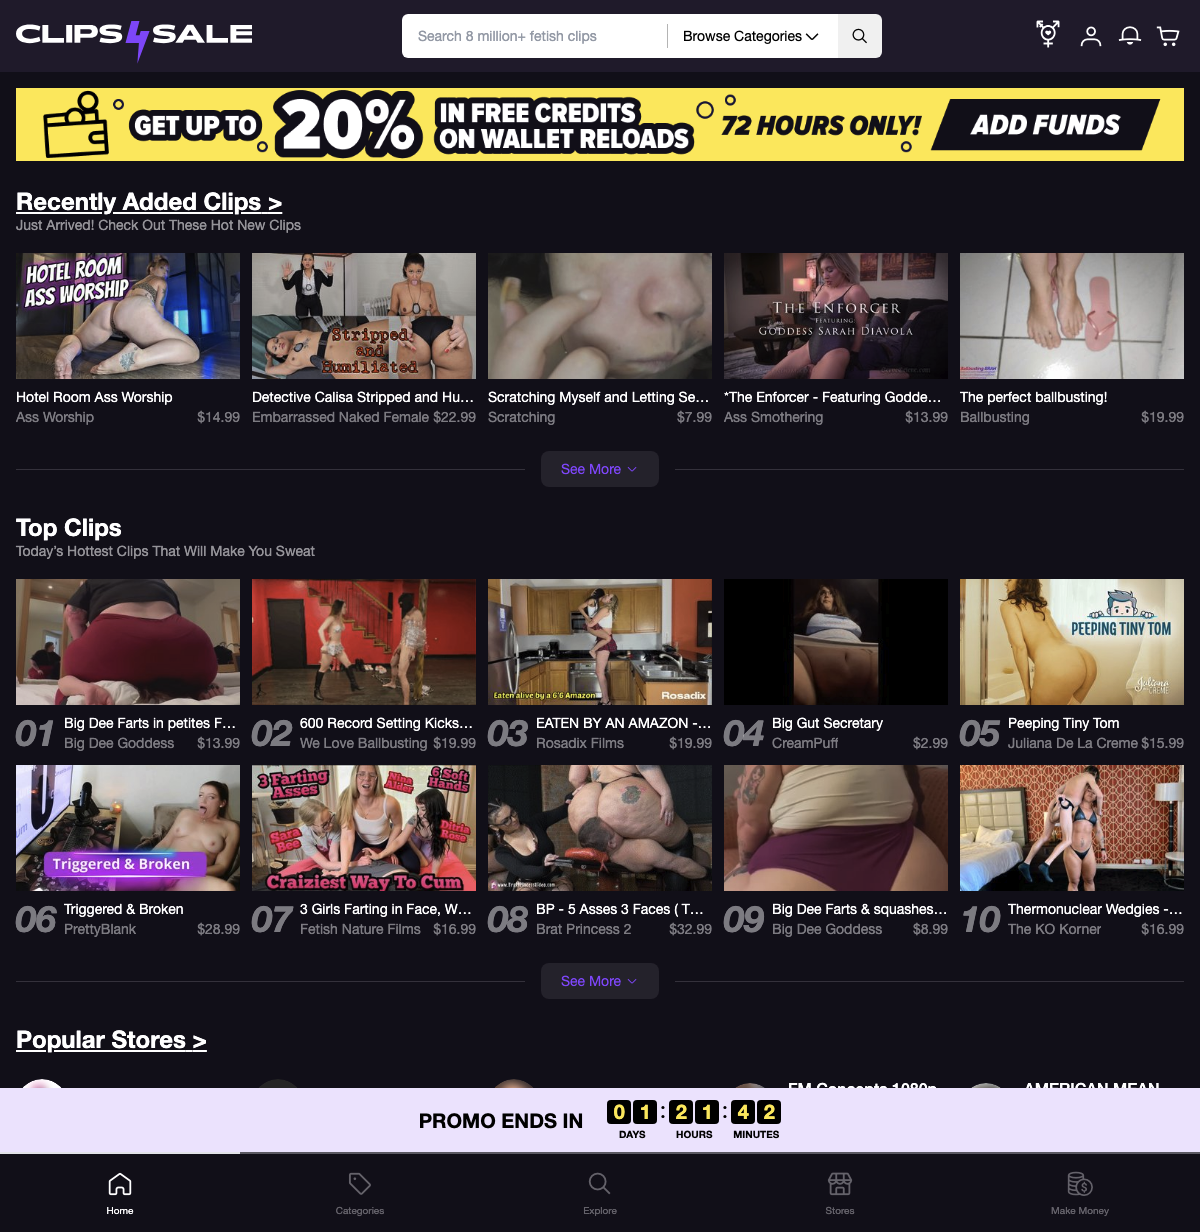 CLIPS4SALE
Search 8 million+ fetish clips
Browse Categories
GET UP TO 20% IN FREE CREDITS ON WALLET RELOADS 72 HOURS ONLY! ADD FUNDS
Recently Added Clips >
Just Arrived! Check Out These Hot New Clips
HOTEL ROOM
ASS WORSHIP
Stripped
and
Humiliated
THE ENFORCER
FEATURING
GODDESS SARAH DIAVOLA
Hotel Room Ass Worship
Ass Worship $14.99
Detective Calisa Stripped and Hu...
Embarrassed Naked Female $22.99
Scratching Myself and Letting Se...
Scratching $7.99
*The Enforcer - Featuring Godde...
Ass Smothering $13.99
The perfect ballbusting!
Ballbusting $19.99
See More
Top Clips
Today's Hottest Clips That Will Make You Sweat
Eaten alive by a 6'6 Amazon
Rosadix
PEEPING TINY TOM
Juliana
DE LA CREME
01 Big Dee Farts in petites F...
Big Dee Goddess $13.99
02 600 Record Setting Kicks...
We Love Ballbusting $19.99
03 EATEN BY AN AMAZON -...
Rosadix Films $19.99
04 Big Gut Secretary
CreamPuff $2.99
05 Peeping Tiny Tom
Juliana De La Creme $15.99
Triggered & Broken
3 Farting
Asses
Nina
Alder
6 Soft
Hands
Sara
Bee
Ditria
Rose
Craiziest Way To Cum
06 Triggered & Broken
PrettyBlank $28.99
07 3 Girls Farting in Face, W...
Fetish Nature Films $16.99
08 BP - 5 Asses 3 Faces ( T...
Brat Princess 2 $32.99
09 Big Dee Farts & squashes...
Big Dee Goddess $8.99
10 Thermonuclear Wedgies -...
The KO Korner $16.99
See More
Popular Stores >
FM Concepts 1080p
AMERICAN MEAN
PROMO ENDS IN
01:21:42
DAYS HOURS MINUTES
Home
Categories
Explore
Stores
Make Money